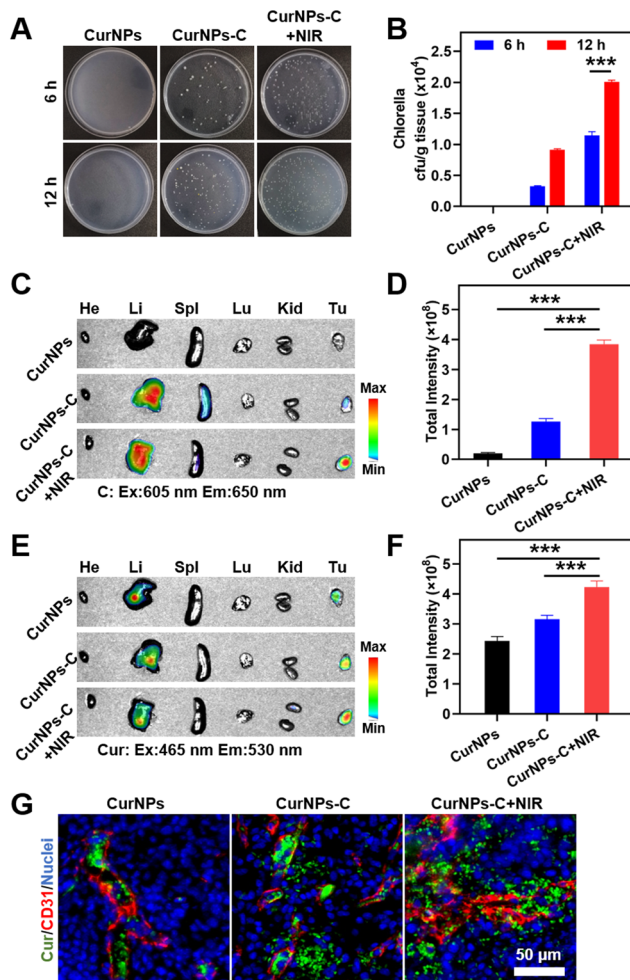 A
CurNPs
CurNPs-C
CurNPs-C
+NIR
6 h
12 h
B
6 h
12 h
***
Chlorella
cfu/g tissue (x10⁴)
2.5
2.0
1.5
1.0
0.5
0.0
CurNPs
CurNPs-C
CurNPs-C+NIR
C
He Li Spl Lu Kid Tu
CurNPs
CurNPs-C
CurNPs-C
+NIR
Max
Min
C: Ex:605 nm Em:650 nm
D
***
***
Total Intensity (×10⁸)
5
4
3
2
1
0
CurNPs
CurNPs-C
CurNPs-C+NIR
E
He Li Spl Lu Kid Tu
CurNPs
CurNPs-C
CurNPs-C
+NIR
Max
Min
Cur: Ex:465 nm Em:530 nm
F
***
***
Total Intensity (×10⁸)
5
4
3
2
1
0
CurNPs
CurNPs-C
CurNPs-C+NIR
G
CurNPs
CurNPs-C
CurNPs-C+NIR
Cur/CD31/Nuclei
50 µm